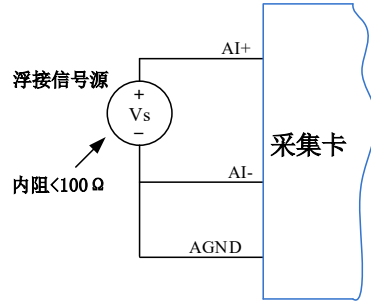 AI+
浮接信号源
+
Vs
−
采集卡
内阻<100Ω
AI-
AGND